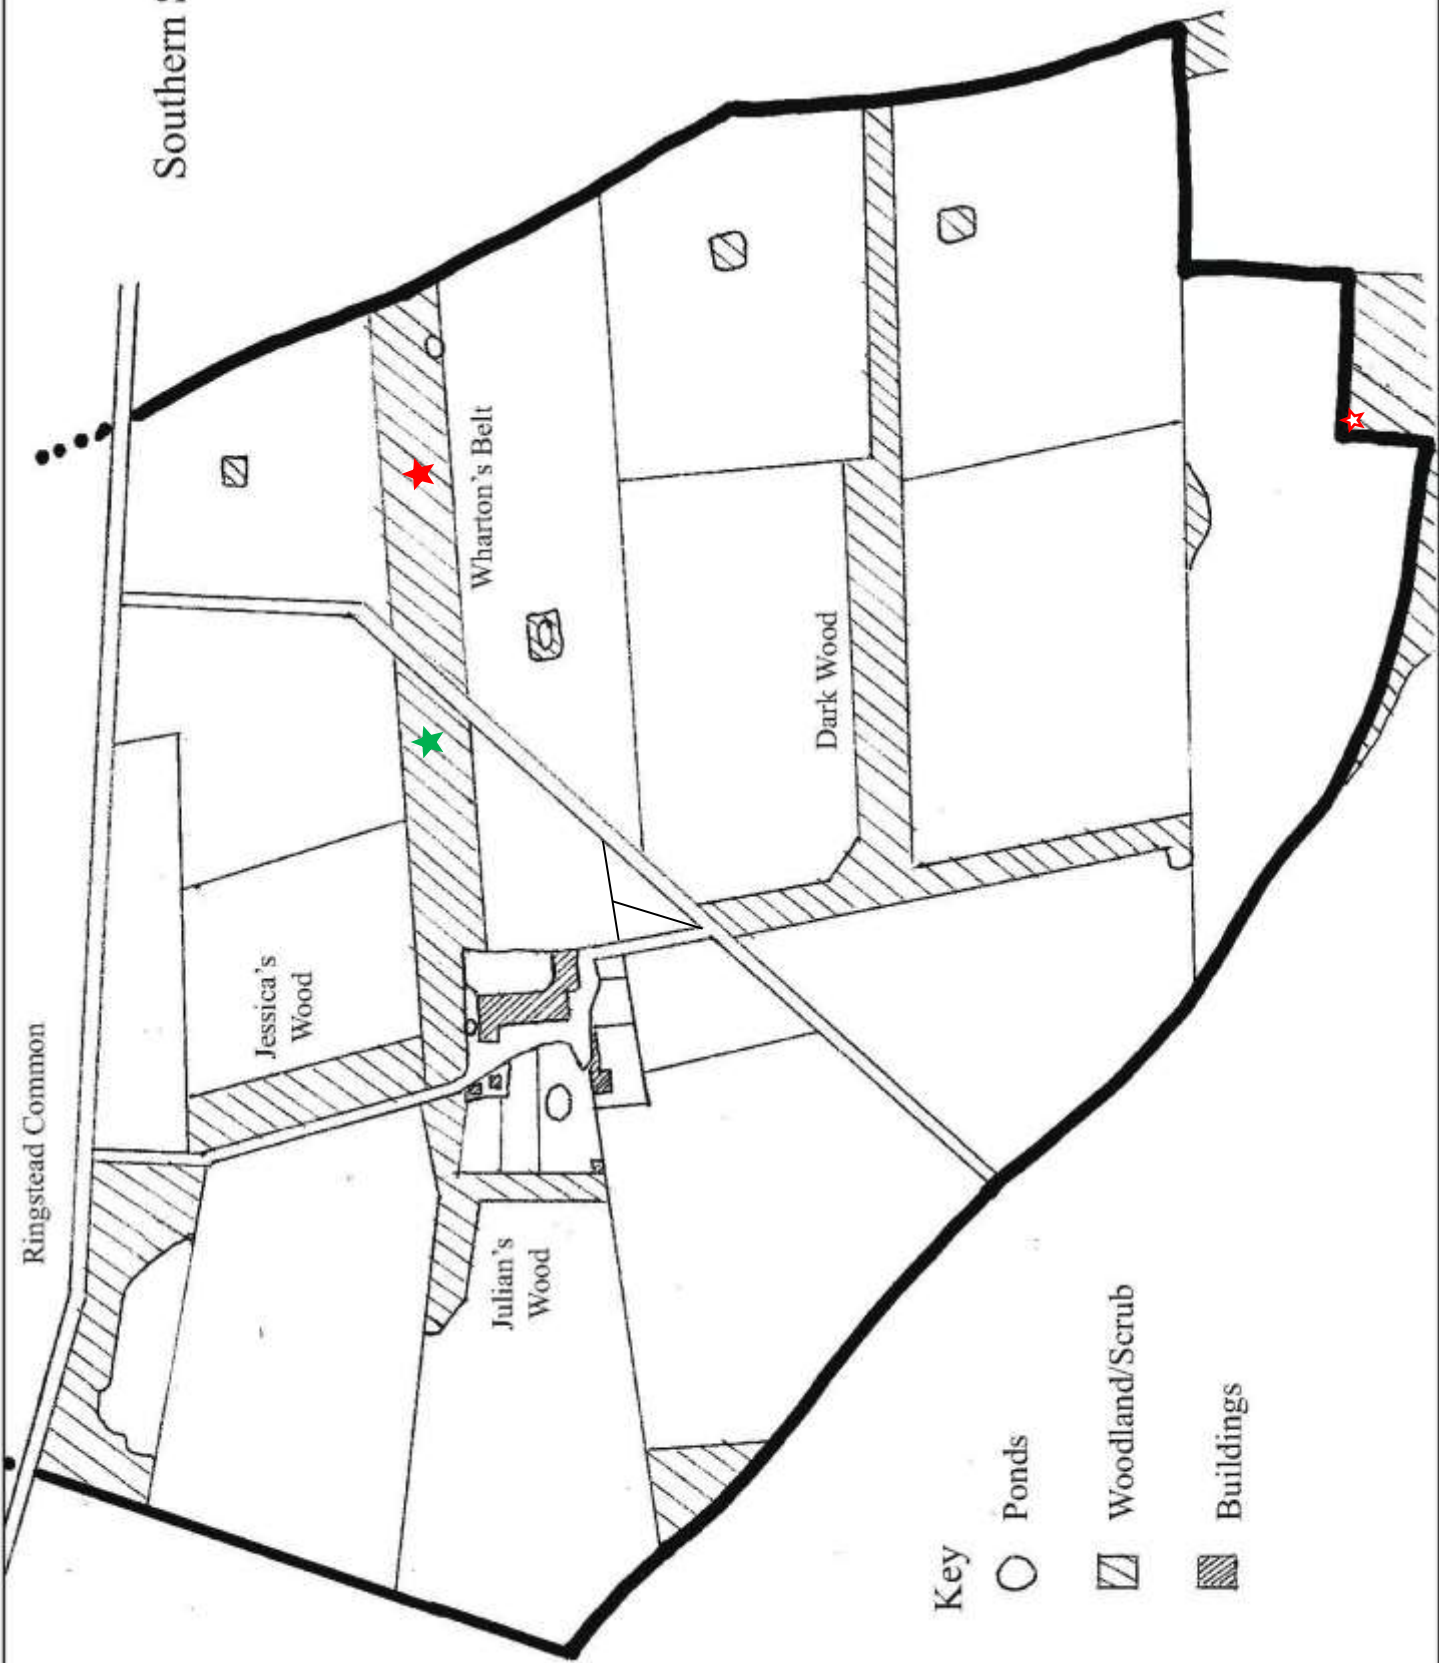 Southern
Ringstead Common
Jessica's
Wood
Wharton's Belt
Julian's
Wood
Dark Wood
Key
Ponds
Woodland/Scrub
Buildings